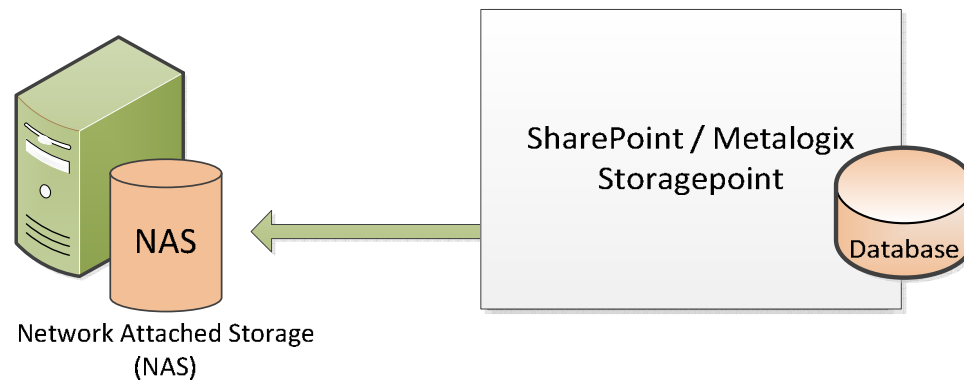 SharePoint / Metalogix
Storagepoint
Database
NAS
Network Attached Storage
(NAS)